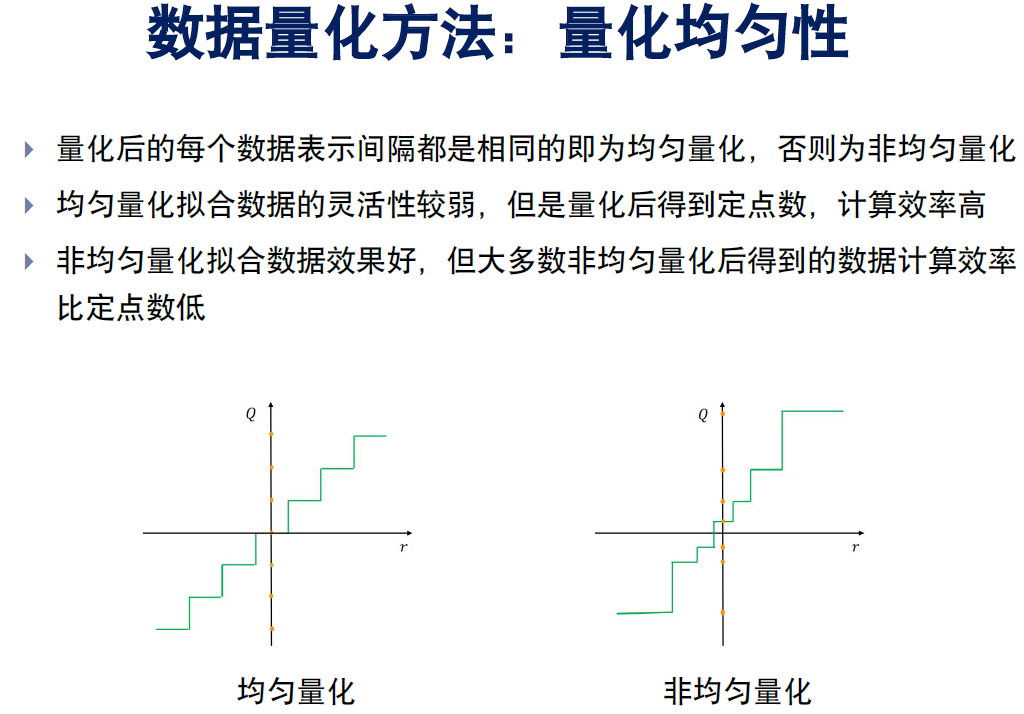 数据量化方法：量化均匀性
量化后的每个数据表示间隔都是相同的即为均匀量化，否则为非均匀量化
均匀量化拟合数据的灵活性较弱，但是量化后得到定点数，计算效率高
非均匀量化拟合数据效果好，但大多数非均匀量化后得到的数据计算效率
比定点数低
Q
r
均匀量化
Q
r
非均匀量化